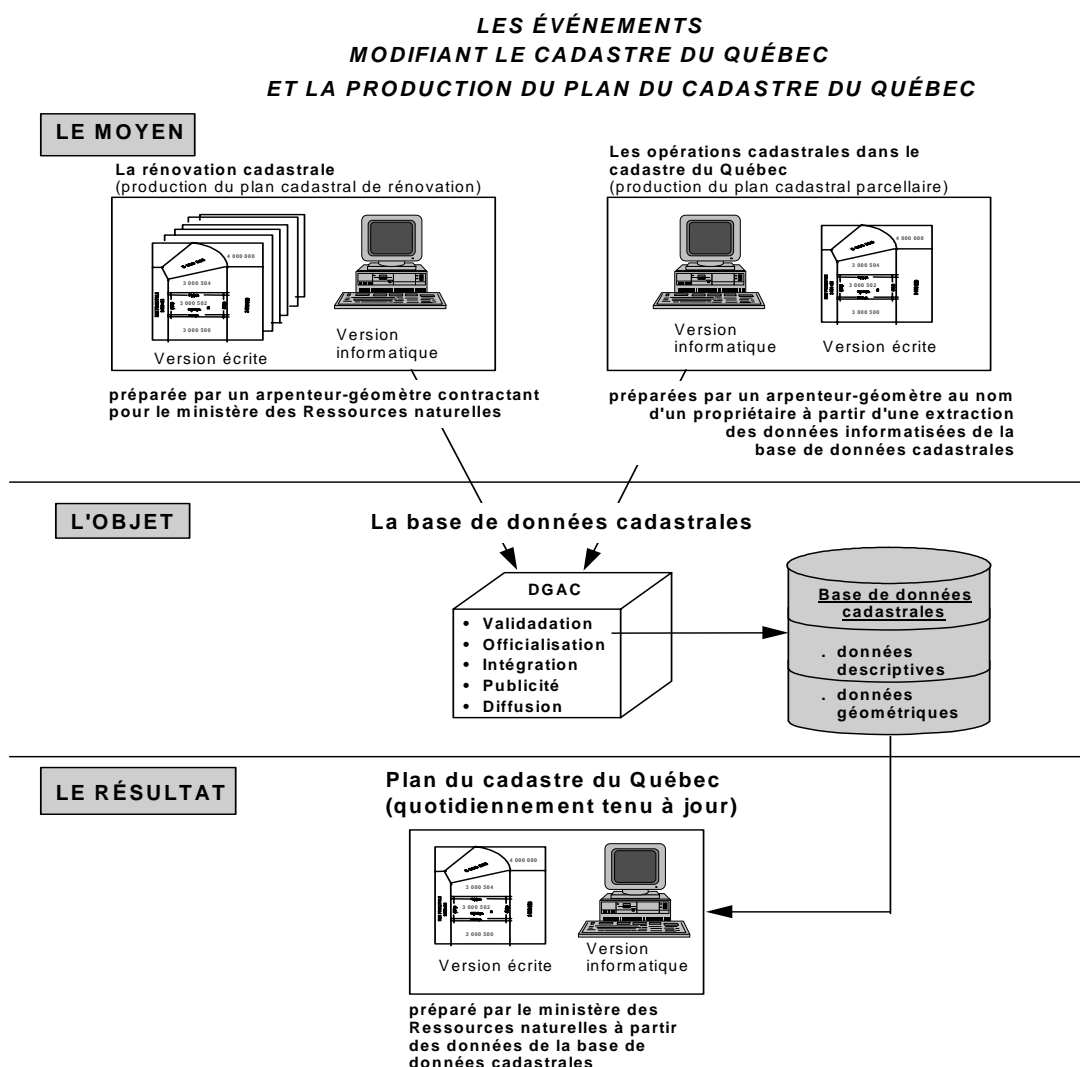 LES ÉVÉNEMENTS
MODIFIANT LE CADASTRE DU QUÉBEC
ET LA PRODUCTION DU PLAN DU CADASTRE DU QUÉBEC
LE MOYEN
La rénovation cadastrale
(production du plan cadastral de rénovation)
4 000 000
3 000 504
3 000 502
3 000 500
Version écrite
Version
informatique
préparée par un arpenteur-géomètre contractant
pour le ministère des Ressources naturelles
Les opérations cadastrales dans le
cadastre du Québec
(production du plan cadastral parcellaire)
Version
informatique
4 000 000
3 000 504
3 000 502
3 000 500
Version écrite
préparées par un arpenteur-géomètre au nom
d'un propriétaire à partir d'une extraction
des données informatisées de la
base de données cadastrales
L'OBJET
La base de données cadastrales
DGAC
• Validadation
• Officialisation
• Intégration
• Publicité
• Diffusion
Base de données
cadastrales
. données
descriptives
. données
géométriques
LE RÉSULTAT
Plan du cadastre du Québec
(quotidiennement tenu à jour)
4 000 000
3 000 504
3 000 502
3 000 500
Version écrite
Version
informatique
préparé par le ministère des
Ressources naturelles à partir
des données de la base de
données cadastrales